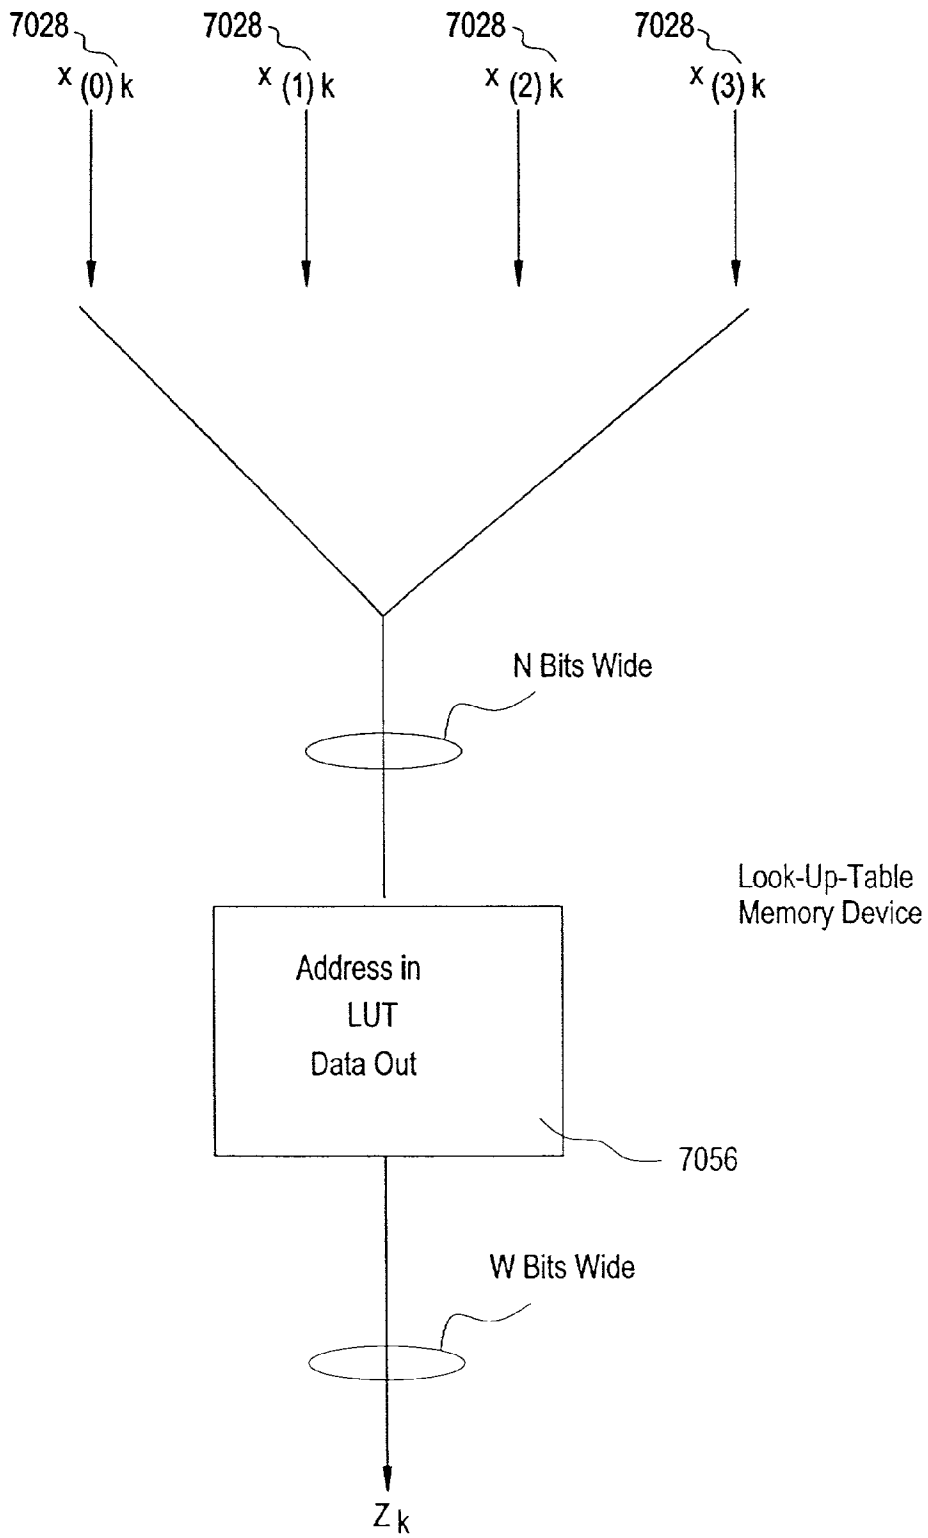 7028 7028 7028 7028
x (0) k x (1) k x (2) k x (3) k
N Bits Wide
Look-Up-Table
Memory Device
Address in
LUT
Data Out
7056
W Bits Wide
Z k